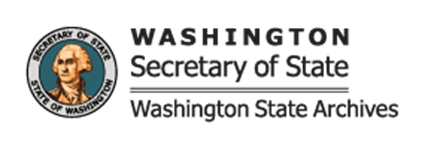 SECRETARY OF STATE
STATE OF WASHINGTON
WASHINGTON
Secretary of State
Washington State Archives